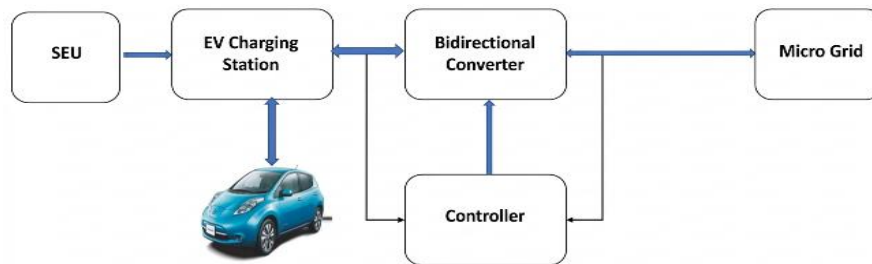 SEU
EV Charging
Station
Bidirectional
Converter
Micro Grid
Controller